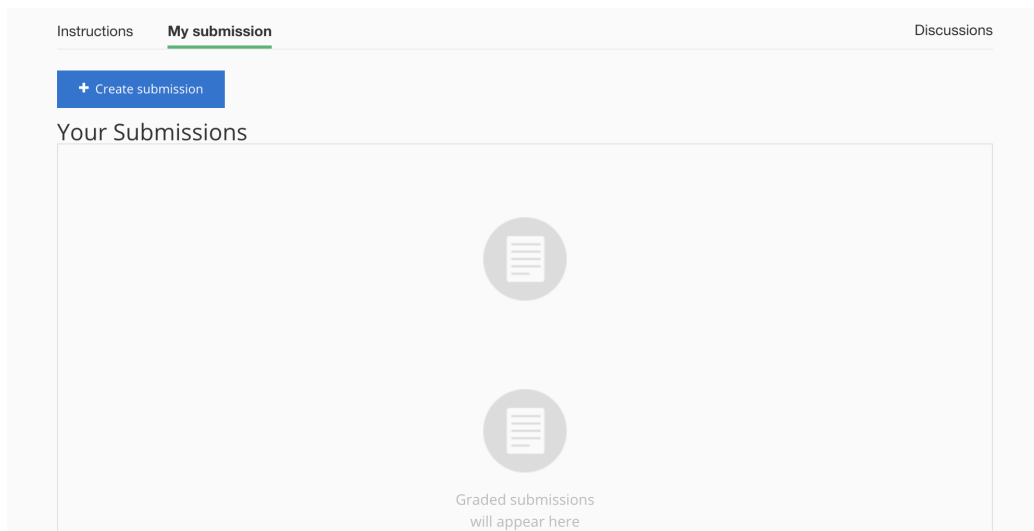 Instructions My submission Discussions
+ Create submission
Your Submissions
Graded submissions
will appear here